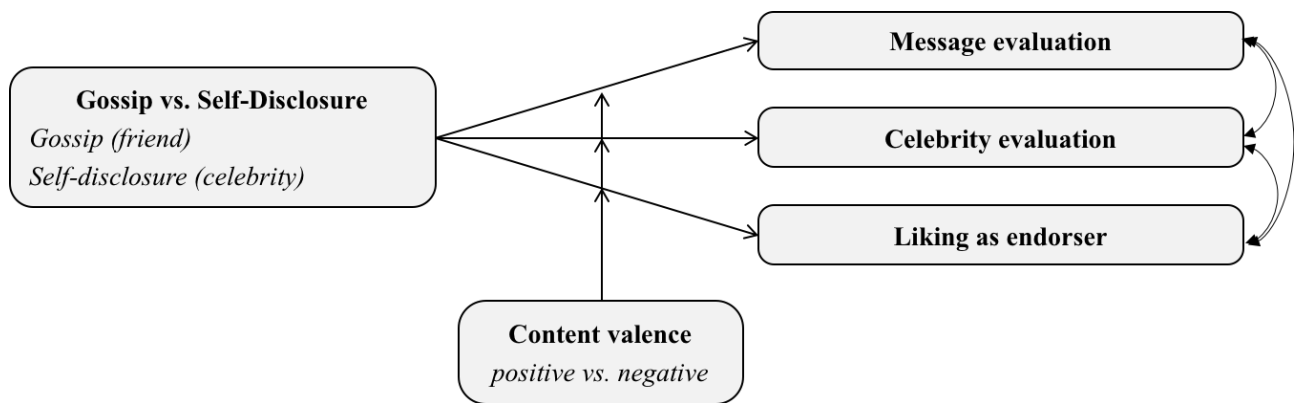 Message evaluation
Gossip vs. Self-Disclosure
Gossip (friend)
Self-disclosure (celebrity)
Celebrity evaluation
Liking as endorser
Content valence
positive vs. negative